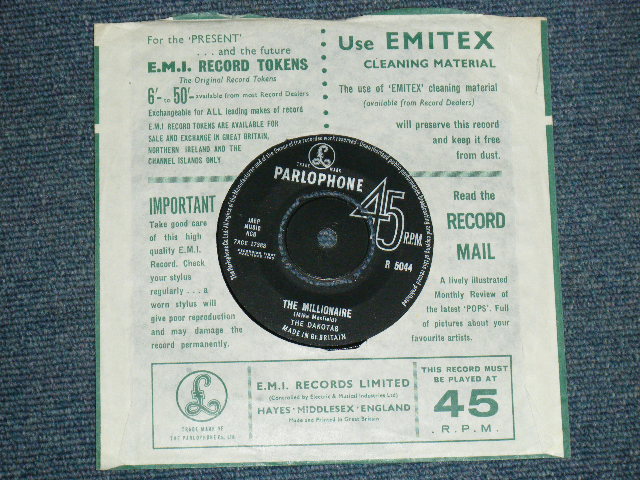 For the 'PRESENT'
. . . and the future
E.M.I. RECORD TOKENS
The Original Record Tokens
6'- to 50'- available from most Record Dealers
Exchangeable for ALL leading makes of record
E.M.I RECORD TOKENS ARE AVAILABLE FOR
SALE AND EXCHANGE IN GREAT BRITAIN,
NORTHERN IRELAND AND THE
CHANNEL ISLANDS ONLY
Use EMITEX
CLEANING MATERIAL
The use of 'EMITEX' cleaning material
(available from Record Dealers)
will preserve this record
and keep it free
from dust.
IMPORTANT
Take good care
of this high
quality E.M.I.
Record. Check
your stylus
regularly . . . a
worn stylus will
give poor reproduction
and may damage the
record permanently.
TRADE MARK
PARLOPHONE
45
R.P.M.
JAEP
MUSIC
NCB
R 5044
THE MILLIONAIRE
(Mike Maxfield)
THE DAKOTAS
MADE IN GT. BRITAIN
Read the
RECORD
MAIL
A lively illustrated
Monthly Review of
the latest 'POPS'. Full
of pictures about your
favourite artists.
TRADE MARK OF
THE PARLOPHONE Co. Ltd.
E.M.I. RECORDS LIMITED
(Controlled by Electric & Musical Industries Ltd)
HAYES · MIDDLESEX · ENGLAND
Made and Printed in Great Britain
THIS RECORD MUST
BE PLAYED AT
45
. R.P.M.